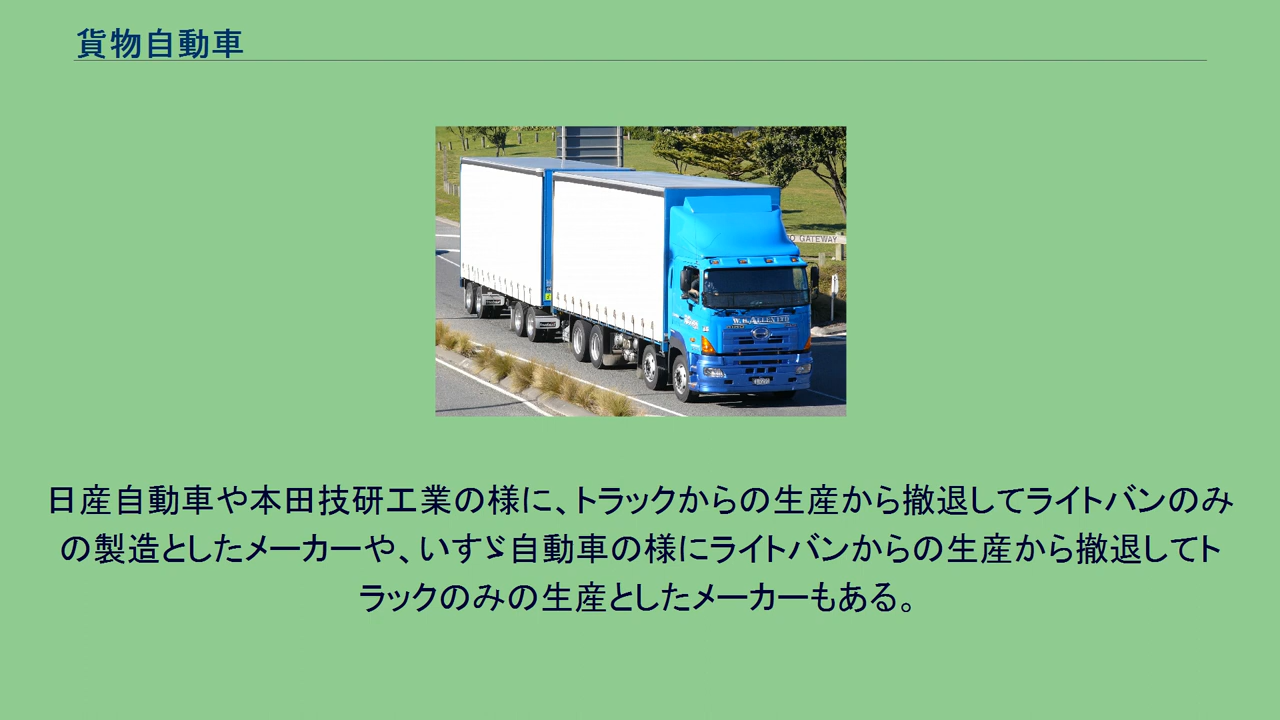 貨物自動車
GATEWAY
W.H. ALLEN LTD
日産自動車や本田技研工業の様に、トラックからの生産から撤退してライトバンのみ
の製造としたメーカーや、いすゞ自動車の様にライトバンからの生産から撤退してト
ラックのみの生産としたメーカーもある。